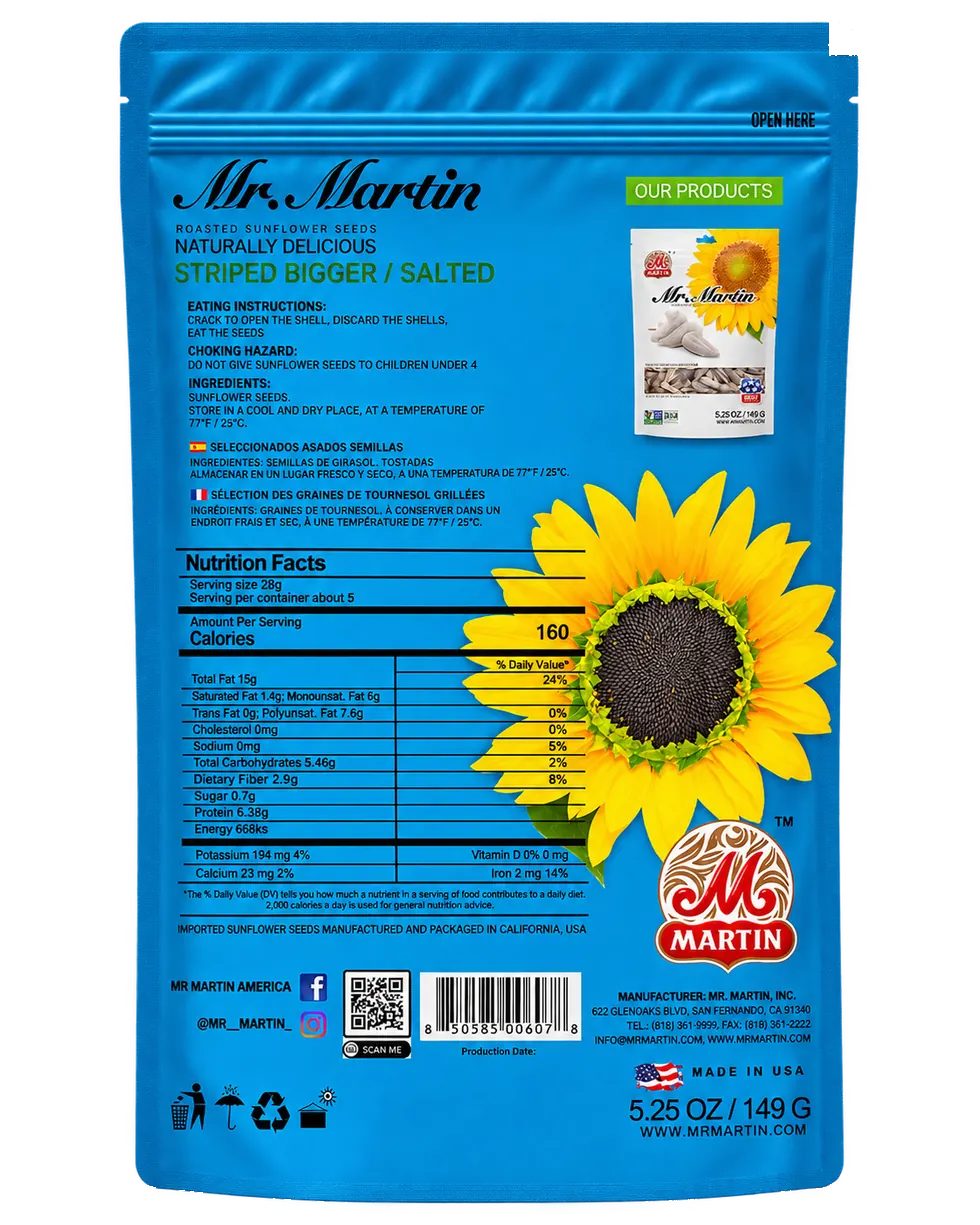 OPEN HERE
Mr. Martin
ROASTED SUNFLOWER SEEDS
NATURALLY DELICIOUS
STRIPED BIGGER / SALTED
OUR PRODUCTS
MARTIN
Mr. Martin
5.25 OZ / 149 G
WWW.MRMARTIN.COM
EATING INSTRUCTIONS:
CRACK TO OPEN THE SHELL, DISCARD THE SHELLS,
EAT THE SEEDS
CHOKING HAZARD:
DO NOT GIVE SUNFLOWER SEEDS TO CHILDREN UNDER 4
INGREDIENTS:
SUNFLOWER SEEDS.
STORE IN A COOL AND DRY PLACE, AT A TEMPERATURE OF
77°F / 25°C.
SELECCIONADOS ASADOS SEMILLAS
INGREDIENTES: SEMILLAS DE GIRASOL. TOSTADAS
ALMACENAR EN UN LUGAR FRESCO Y SECO, A UNA TEMPERATURA DE 77°F / 25°C.
SÉLECTION DES GRAINES DE TOURNESOL GRILLÉES
INGRÉDIENTS: GRAINES DE TOURNESOL. À CONSERVER DANS UN
ENDROIT FRAIS ET SEC, À UNE TEMPÉRATURE DE 77°F / 25°C.
Nutrition Facts
Serving size 28g
Serving per container about 5
Amount Per Serving
Calories 160
% Daily Value*
Total Fat 15g 24%
Saturated Fat 1.4g; Monounsat. Fat 6g
Trans Fat 0g; Polyunsat. Fat 7.6g 0%
Cholesterol 0mg 0%
Sodium 0mg 5%
Total Carbohydrates 5.46g 2%
Dietary Fiber 2.9g 8%
Sugar 0.7g
Protein 6.38g
Energy 668ks
Potassium 194 mg 4% Vitamin D 0% 0 mg
Calcium 23 mg 2% Iron 2 mg 14%
*The % Daily Value (DV) tells you how much a nutrient in a serving of food contributes to a daily diet.
2,000 calories a day is used for general nutrition advice.
IMPORTED SUNFLOWER SEEDS MANUFACTURED AND PACKAGED IN CALIFORNIA, USA
TM
M
MARTIN
MR MARTIN AMERICA
@MR__MARTIN_
SCAN ME
8 50585 00607 8
Production Date:
MANUFACTURER: MR. MARTIN, INC.
622 GLENOAKS BLVD, SAN FERNANDO, CA 91340
TEL.: (818) 361-9999, FAX: (818) 361-2222
INFO@MRMARTIN.COM, WWW.MRMARTIN.COM
MADE IN USA
5.25 OZ / 149 G
WWW.MRMARTIN.COM